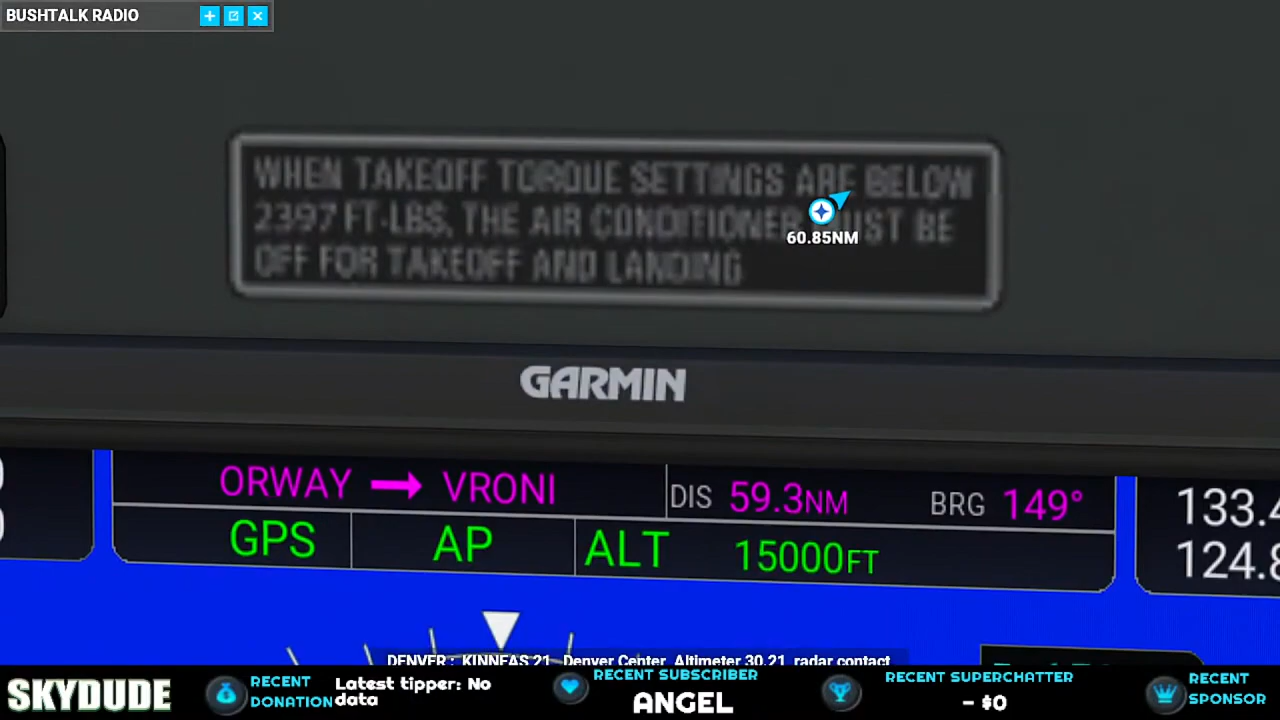 BUSHTALK RADIO
WHEN TAKEOFF TORQUE SETTINGS ARE BELOW
2397 FT-LBS, THE AIR CONDITIONER MUST BE
OFF FOR TAKEOFF AND LANDING
60.85NM
GARMIN
ORWAY → VRONI DIS 59.3NM BRG 149°
GPS AP ALT 15000FT
133.4
124.8
DENVER : KINNEAS 21, Denver Center, Altimeter 30.21, radar contact
SKYDUDE
RECENT DONATION
Latest tipper: No data
RECENT SUBSCRIBER
ANGEL
RECENT SUPERCHATTER
- $0
RECENT SPONSOR